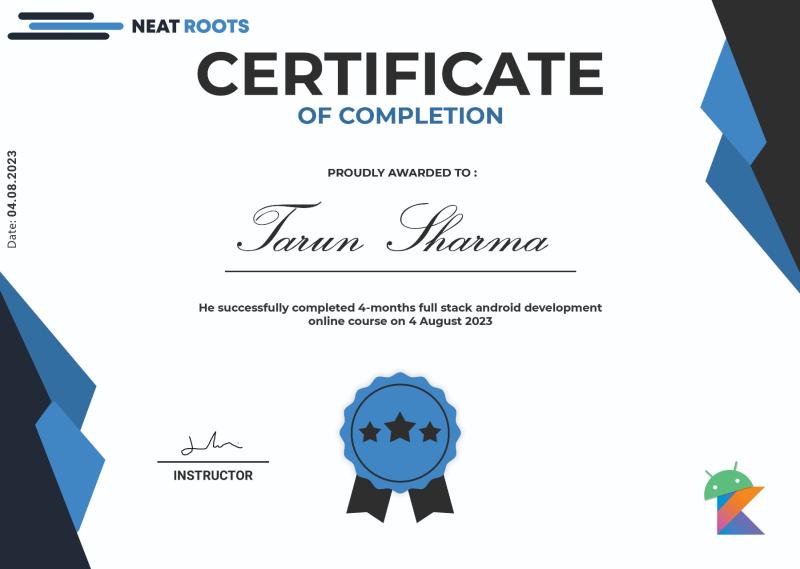 NEAT ROOTS
CERTIFICATE
OF COMPLETION
Date: 04.08.2023
PROUDLY AWARDED TO :
Tarun Sharma
He successfully completed 4-months full stack android development
online course on 4 August 2023
INSTRUCTOR